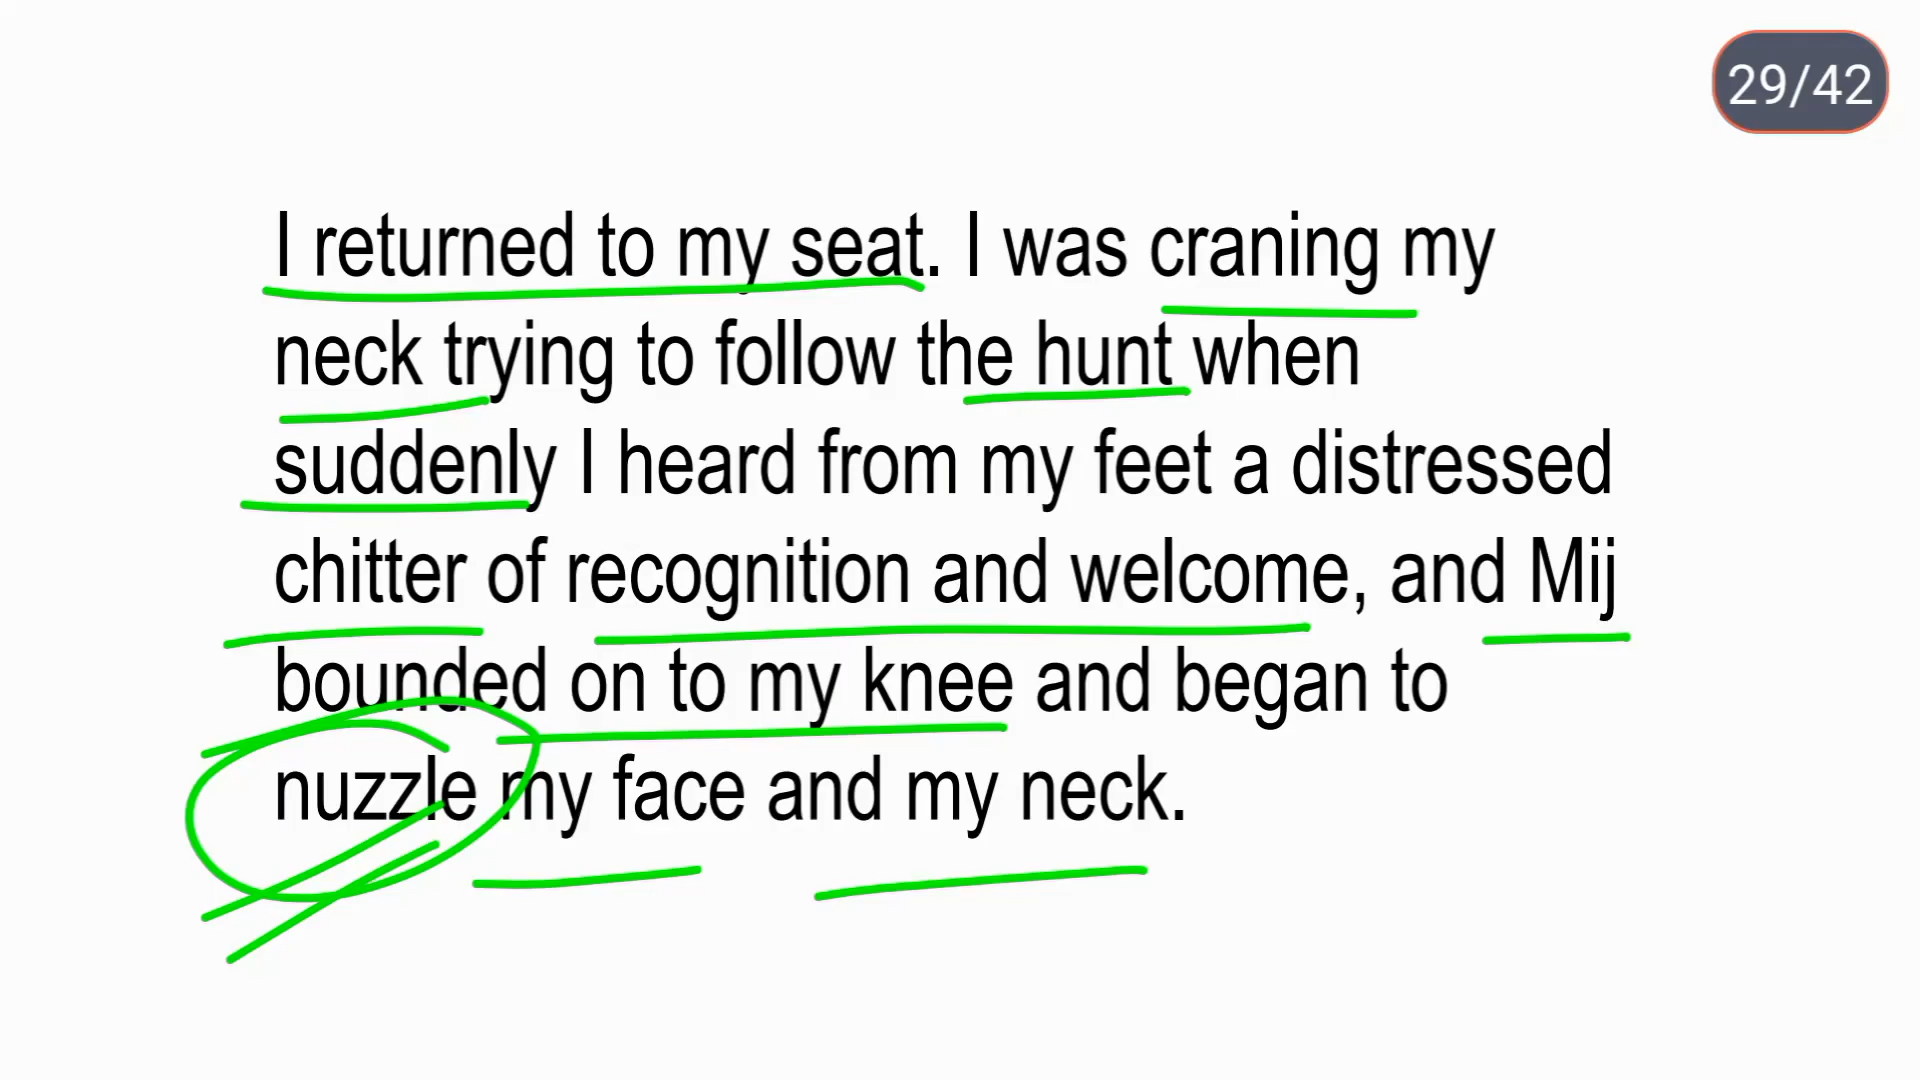 29/42
I returned to my seat. I was craning my
neck trying to follow the hunt when
suddenly I heard from my feet a distressed
chitter of recognition and welcome, and Mij
bounded on to my knee and began to
nuzzle my face and my neck.